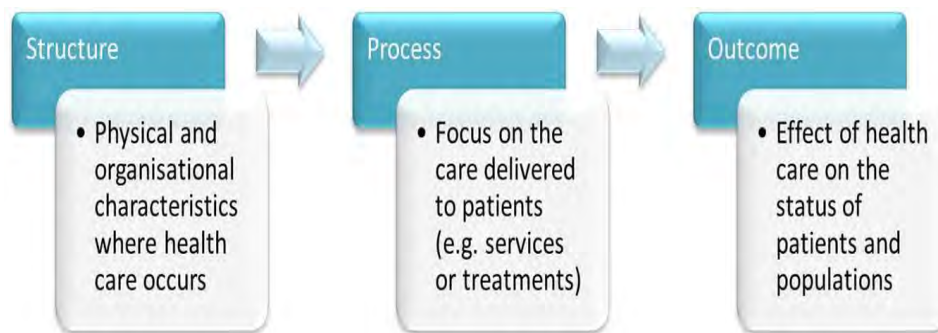 Structure
• Physical and
organisational
characteristics
where health
care occurs
Process
• Focus on the
care delivered
to patients
(e.g. services
or treatments)
Outcome
• Effect of health
care on the
status of
patients and
populations